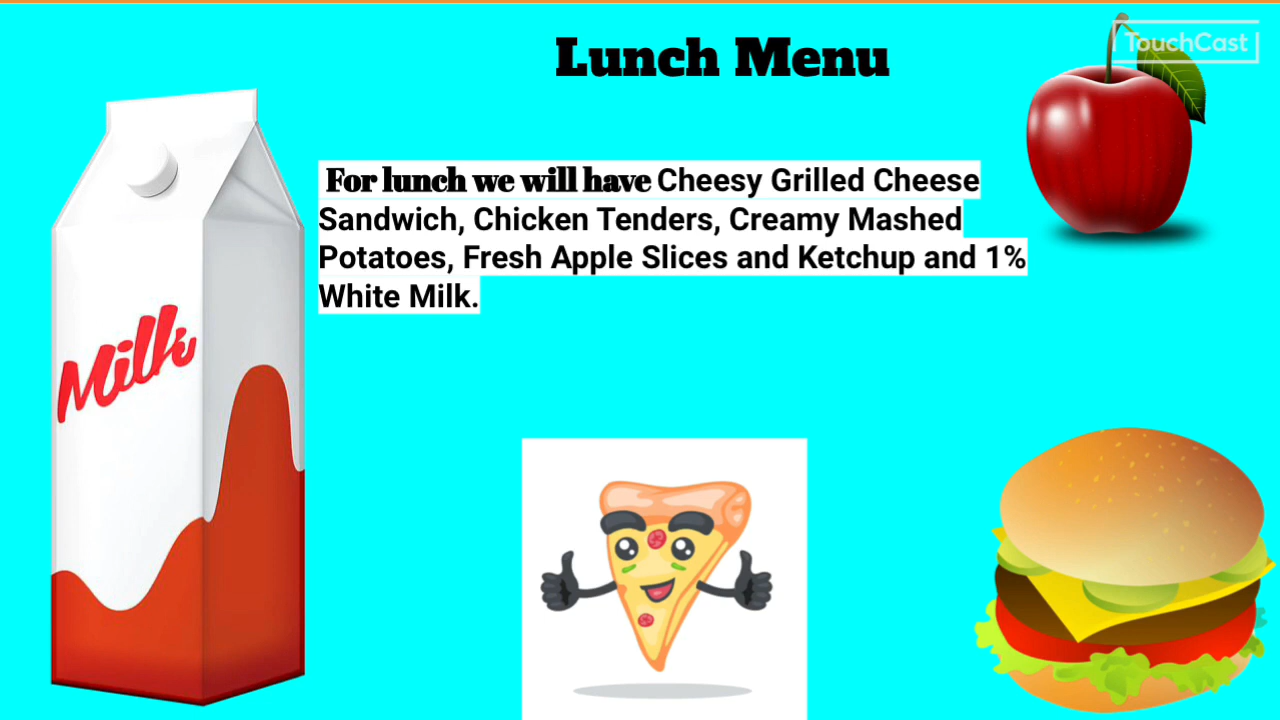 Lunch Menu
TouchCast
For lunch we will have Cheesy Grilled Cheese
Sandwich, Chicken Tenders, Creamy Mashed
Potatoes, Fresh Apple Slices and Ketchup and 1%
White Milk.
Milk